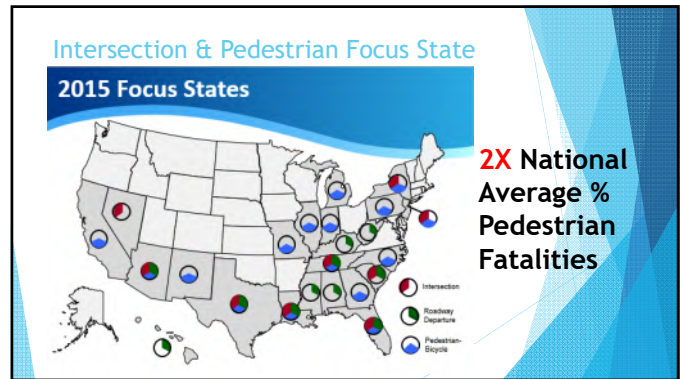 Intersection & Pedestrian Focus State
2015 Focus States
2X National
Average %
Pedestrian
Fatalities
Intersection
Roadway
Departure
Pedestrian-
Bicycle